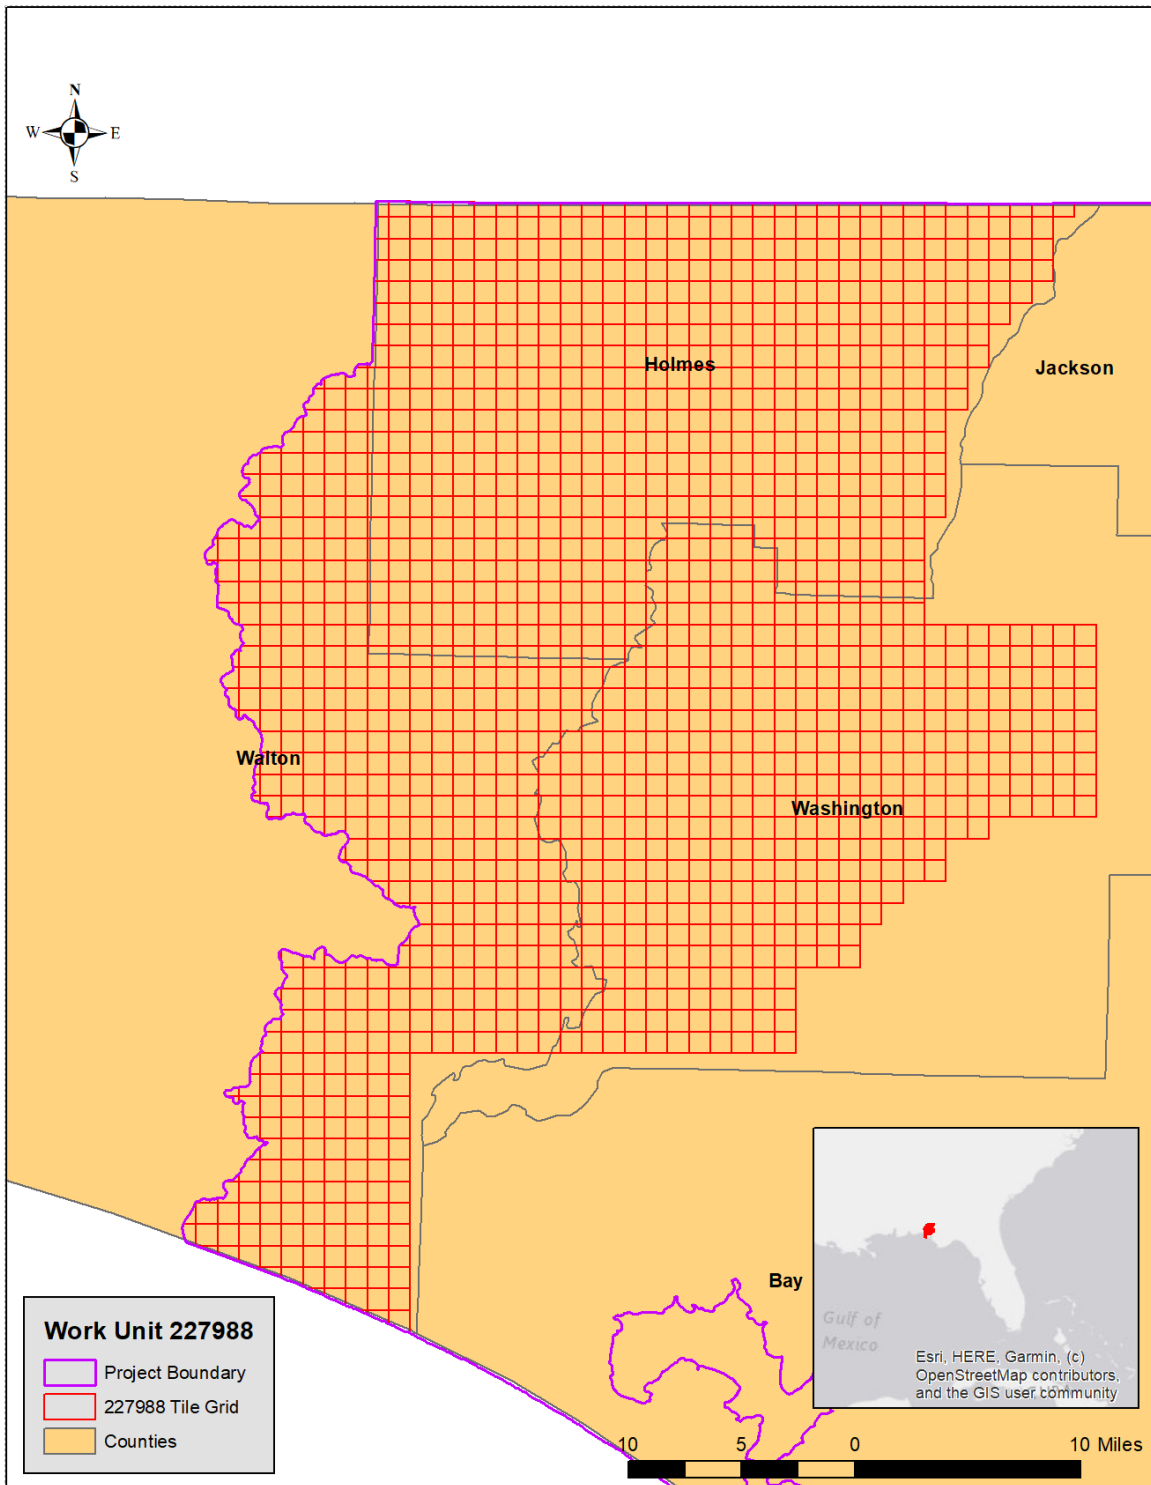 N
W E
S
Holmes
Jackson
Walton
Washington
Bay
Gulf of
Mexico
Esri, HERE, Garmin, (c)
OpenStreetMap contributors,
and the GIS user community
Work Unit 227988
Project Boundary
227988 Tile Grid
Counties
10 5 0 10 Miles